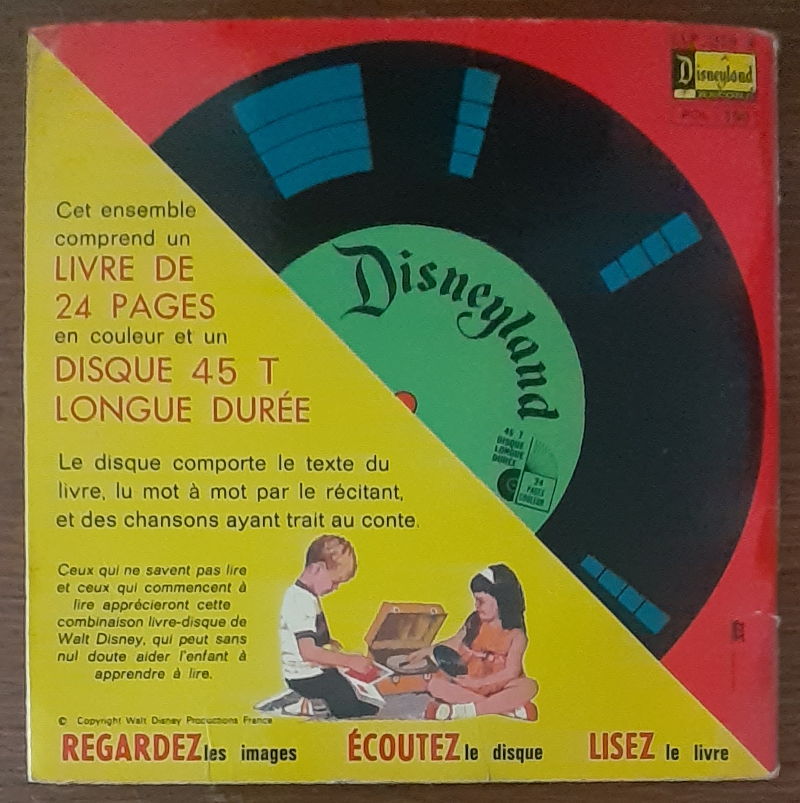 Disneyland
Disneyland
45 T
DISQUE
LONGUE
DURÉE
24
PAGES
COULEUR
Cet ensemble
comprend un
LIVRE DE
24 PAGES
en couleur et un
DISQUE 45 T
LONGUE DURÉE
Le disque comporte le texte du
livre, lu mot à mot par le récitant,
et des chansons ayant trait au conte.
Ceux qui ne savent pas lire
et ceux qui commencent à
lire apprécieront cette
combinaison livre-disque de
Walt Disney, qui peut sans
nul doute aider l'enfant à
apprendre à lire.
© Copyright Walt Disney Productions France
REGARDEZ les images ÉCOUTEZ le disque LISEZ le livre